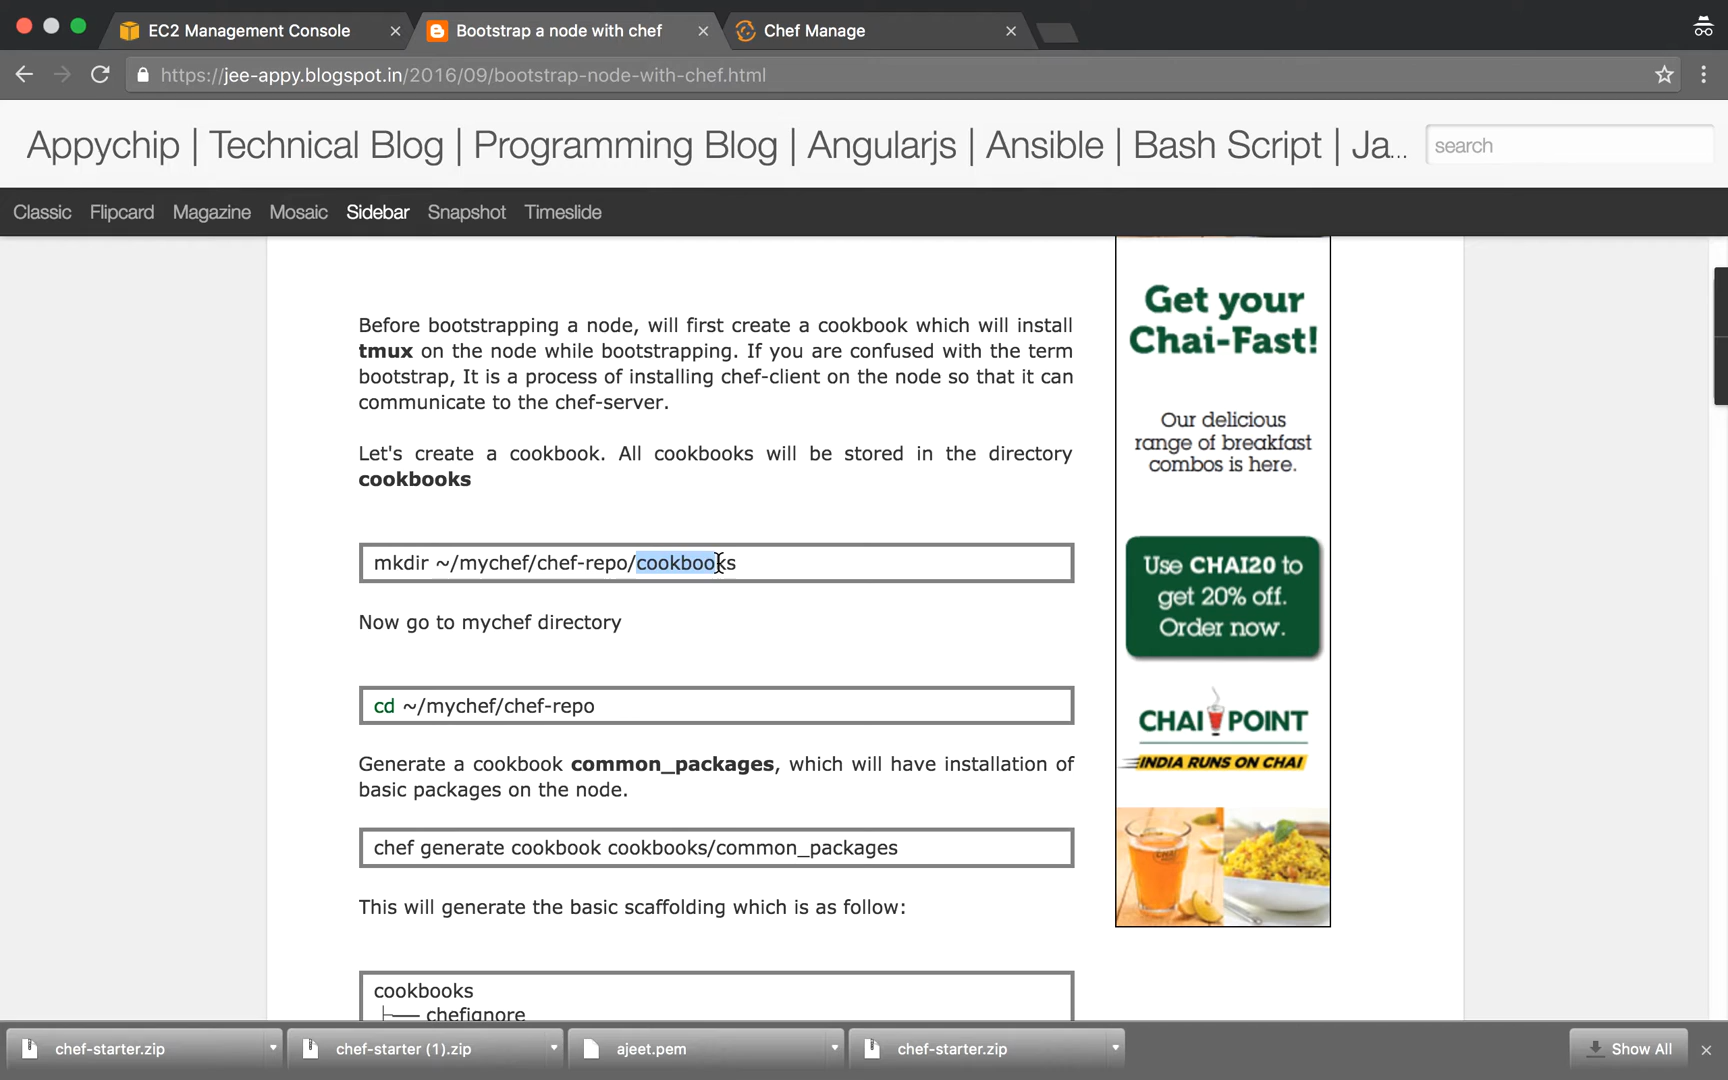 EC2 Management Console
Bootstrap a node with chef
Chef Manage
https://jee-appy.blogspot.in/2016/09/bootstrap-node-with-chef.html
Appychip | Technical Blog | Programming Blog | Angularjs | Ansible | Bash Script | Ja...
search
Classic Flipcard Magazine Mosaic Sidebar Snapshot Timeslide
Before bootstrapping a node, will first create a cookbook which will install
tmux on the node while bootstrapping. If you are confused with the term
bootstrap, It is a process of installing chef-client on the node so that it can
communicate to the chef-server.
Let's create a cookbook. All cookbooks will be stored in the directory
cookbooks
mkdir ~/mychef/chef-repo/cookbooks
Now go to mychef directory
cd ~/mychef/chef-repo
Generate a cookbook common_packages, which will have installation of
basic packages on the node.
chef generate cookbook cookbooks/common_packages
This will generate the basic scaffolding which is as follow:
cookbooks
├── chefignore
Get your
Chai-Fast!
Our delicious
range of breakfast
combos is here.
Use CHAI20 to
get 20% off.
Order now.
CHAI POINT
INDIA RUNS ON CHAI
chef-starter.zip
chef-starter (1).zip
ajeet.pem
chef-starter.zip
Show All